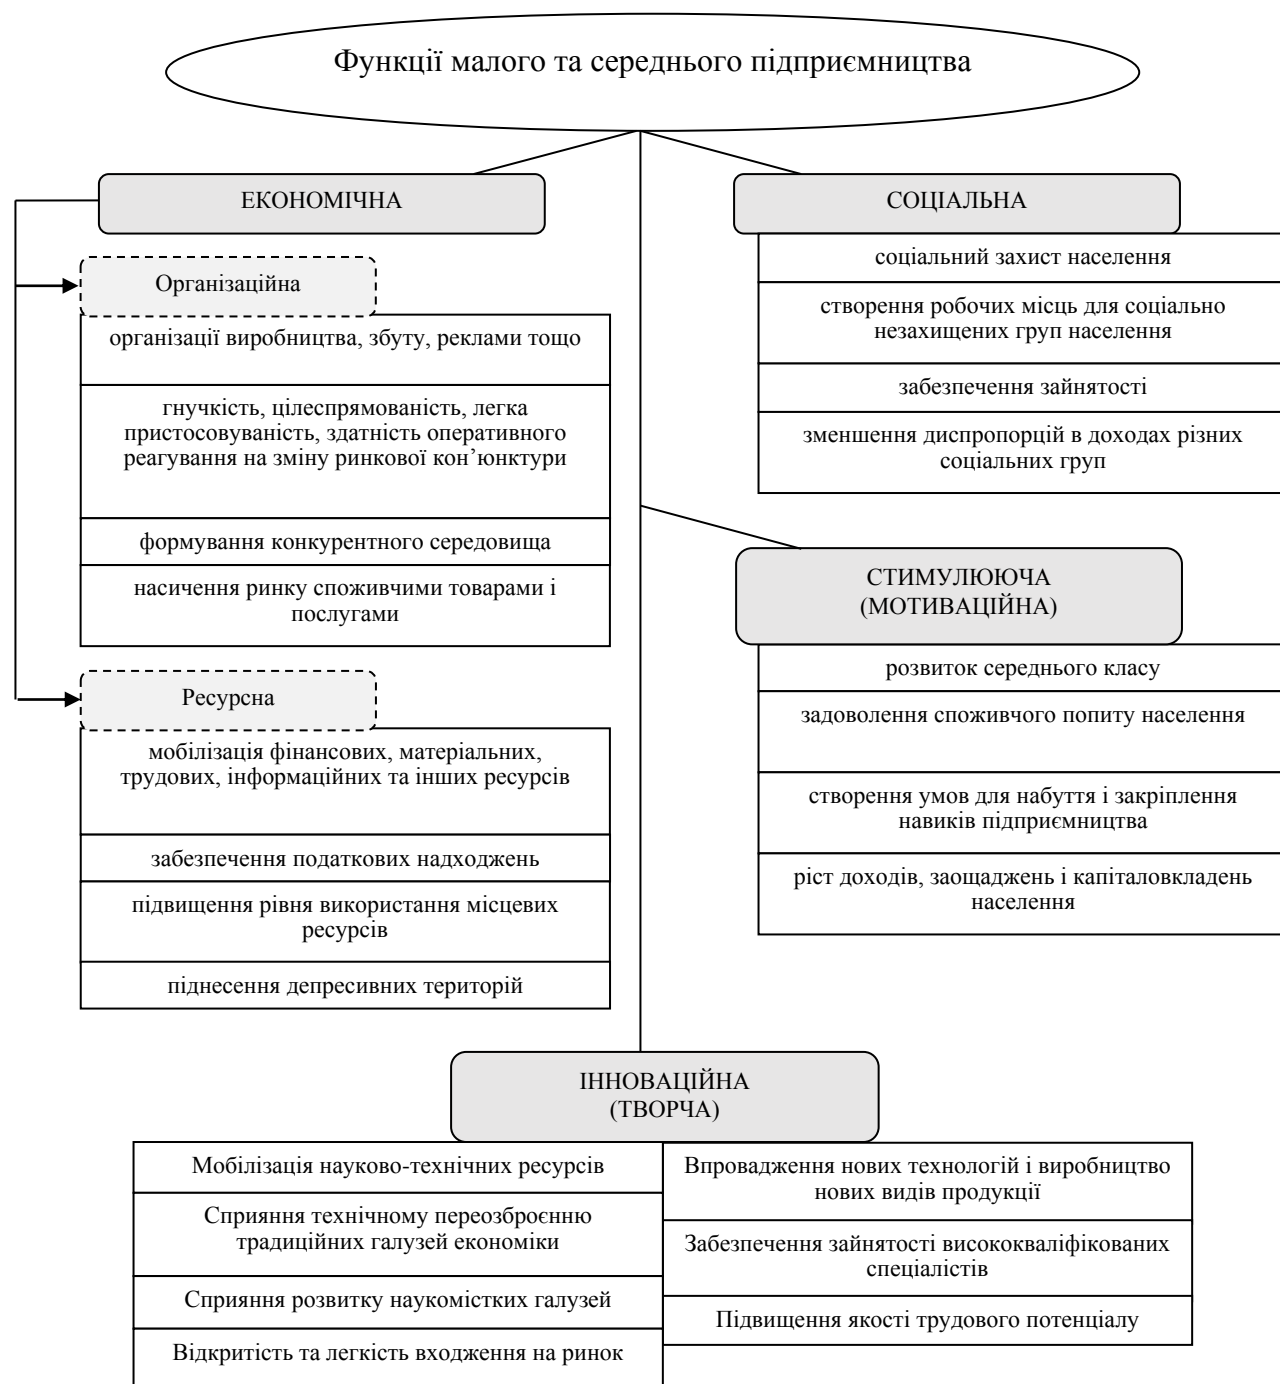 Функції малого та середнього підприємництва
ЕКОНОМІЧНА
Організаційна
організації виробництва, збуту, реклами тощо
гнучкість, цілеспрямованість, легка
пристосовуваність, здатність оперативного
реагування на зміну ринкової кон’юнктури
формування конкурентного середовища
насичення ринку споживчими товарами і
послугами
Ресурсна
мобілізація фінансових, матеріальних,
трудових, інформаційних та інших ресурсів
забезпечення податкових надходжень
підвищення рівня використання місцевих
ресурсів
піднесення депресивних територій
СОЦІАЛЬНА
соціальний захист населення
створення робочих місць для соціально
незахищених груп населення
забезпечення зайнятості
зменшення диспропорцій в доходах різних
соціальних груп
СТИМУЛЮЮЧА
(МОТИВАЦІЙНА)
розвиток середнього класу
задоволення споживчого попиту населення
створення умов для набуття і закріплення
навиків підприємництва
ріст доходів, заощаджень і капіталовкладень
населення
ІННОВАЦІЙНА
(ТВОРЧА)
Мобілізація науково-технічних ресурсів
Сприяння технічному переозброєнню
традиційних галузей економіки
Сприяння розвитку наукомістких галузей
Відкритість та легкість входження на ринок
Впровадження нових технологій і виробництво
нових видів продукції
Забезпечення зайнятості висококваліфікованих
спеціалістів
Підвищення якості трудового потенціалу